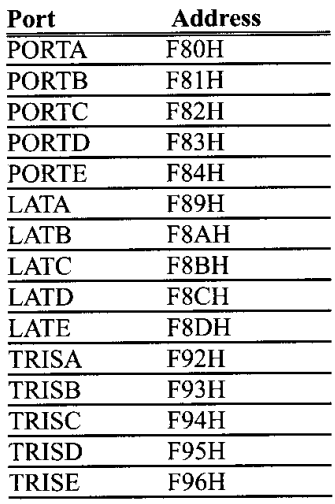 Port Address
PORTA F80H
PORTB F81H
PORTC F82H
PORTD F83H
PORTE F84H
LATA F89H
LATB F8AH
LATC F8BH
LATD F8CH
LATE F8DH
TRISA F92H
TRISB F93H
TRISC F94H
TRISD F95H
TRISE F96H